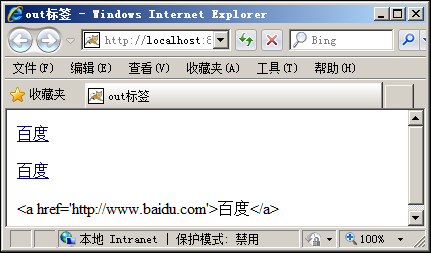 out标签 - Windows Internet Explorer
http://localhost:8
Bing
文件(F) 编辑(E) 查看(V) 收藏夹(A) 工具(T) 帮助(H)
收藏夹 out标签
百度
百度
<a href='http://www.baidu.com'>百度</a>
本地 Intranet | 保护模式: 禁用 100%